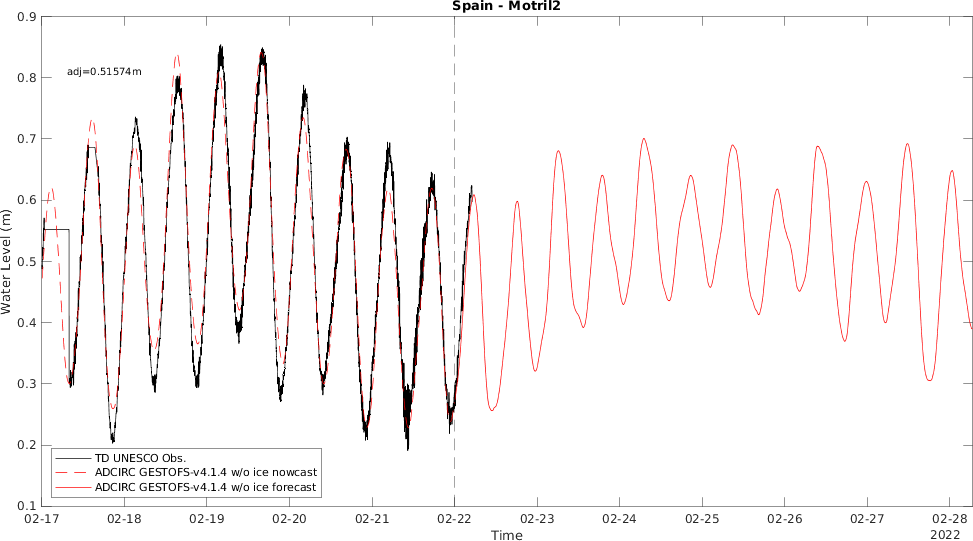 Spain - Motril2
0.9
0.8
0.7
0.6
0.5
0.4
0.3
0.2
0.1
Water Level (m)
adj=0.51574m
TD UNESCO Obs.
ADCIRC GESTOFS-v4.1.4 w/o ice nowcast
ADCIRC GESTOFS-v4.1.4 w/o ice forecast
02-17 02-18 02-19 02-20 02-21 02-22 02-23 02-24 02-25 02-26 02-27 02-28
2022
Time